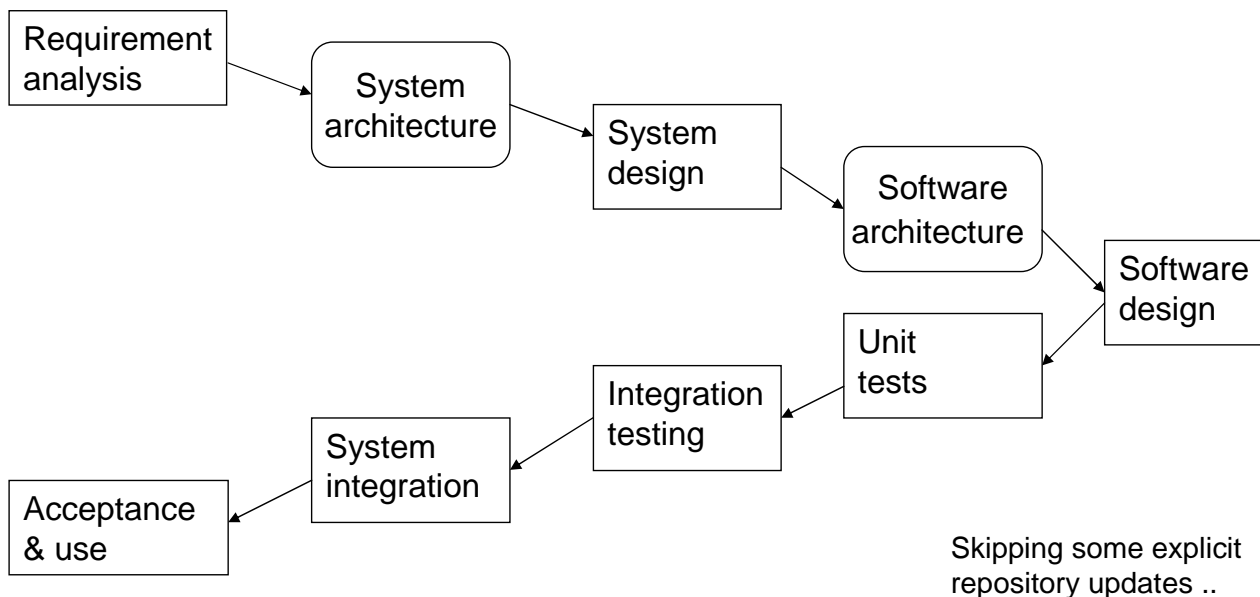 Requirement
analysis
System
architecture
System
design
Software
architecture
Software
design
Unit
tests
Integration
testing
System
integration
Acceptance
& use
Skipping some explicit
repository updates ..